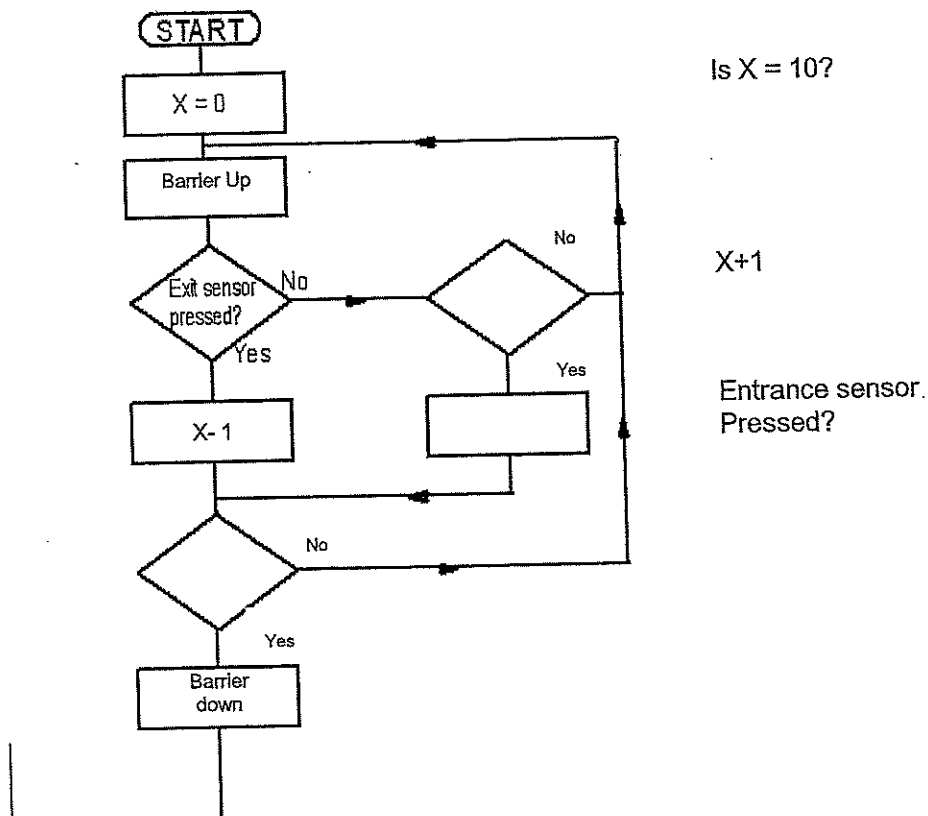 START
Is X = 10?
X = 0
Barrier Up
No
X+1
Exit sensor
pressed?
No
Yes
Yes
Entrance sensor.
Pressed?
X- 1
No
Yes
Barrier
down